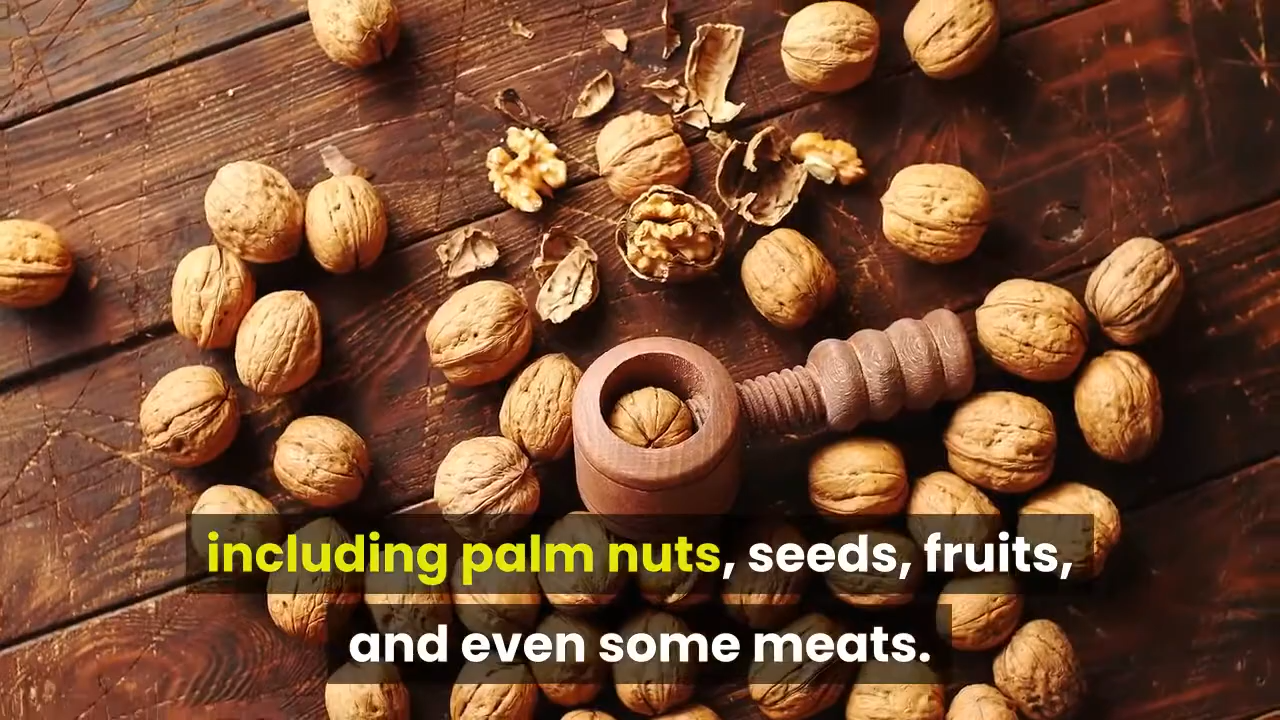 including palm nuts, seeds, fruits,
and even some meats.